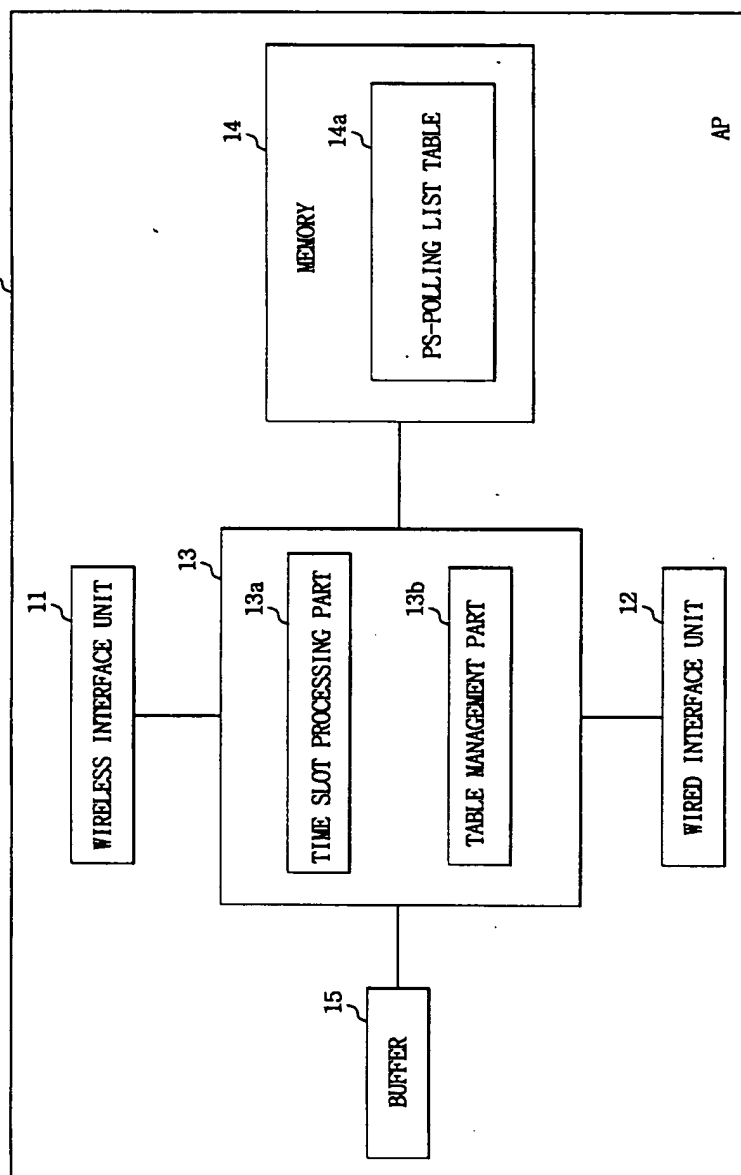 11
WIRELESS INTERFACE UNIT
13
13a
TIME SLOT PROCESSING PART
13b
TABLE MANAGEMENT PART
12
WIRED INTERFACE UNIT
15
BUFFER
14
MEMORY
14a
PS-POLLING LIST TABLE
AP